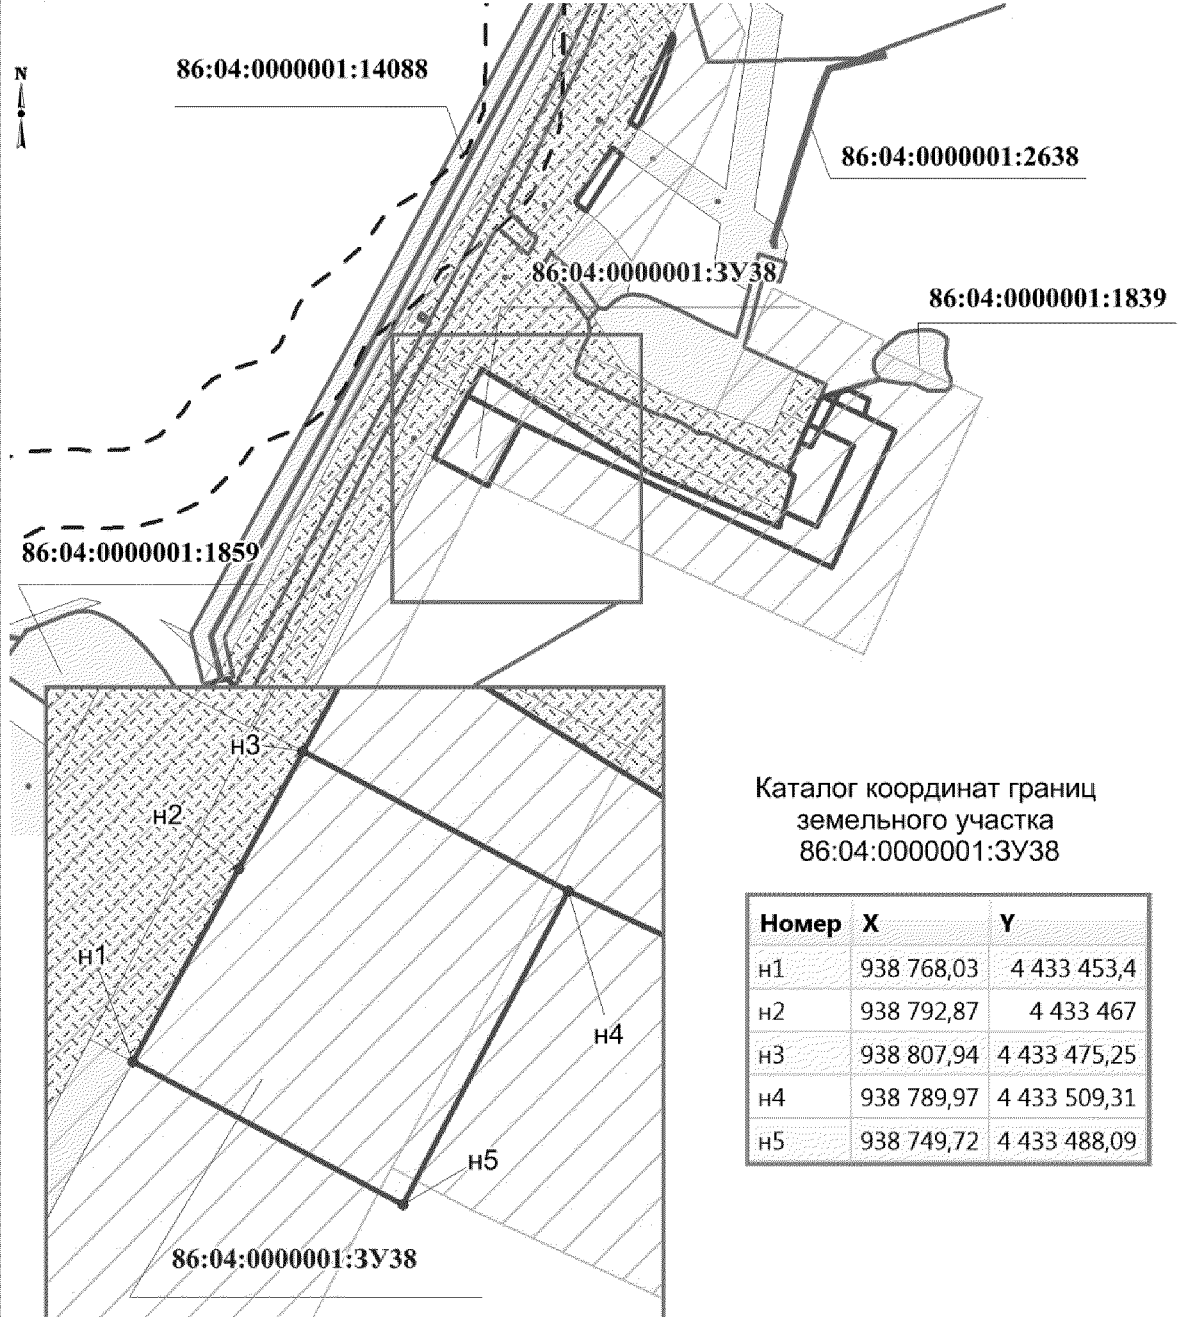 86:04:0000001:14088
N
86:04:0000001:2638
86:04:0000001:ЗУ38
86:04:0000001:1839
86:04:0000001:1859
н3
н2
н1
н4
н5
86:04:0000001:ЗУ38
Каталог координат границ
земельного участка
86:04:0000001:ЗУ38
Номер X Y
н1 938 768,03 4 433 453,4
н2 938 792,87 4 433 467
н3 938 807,94 4 433 475,25
н4 938 789,97 4 433 509,31
н5 938 749,72 4 433 488,09